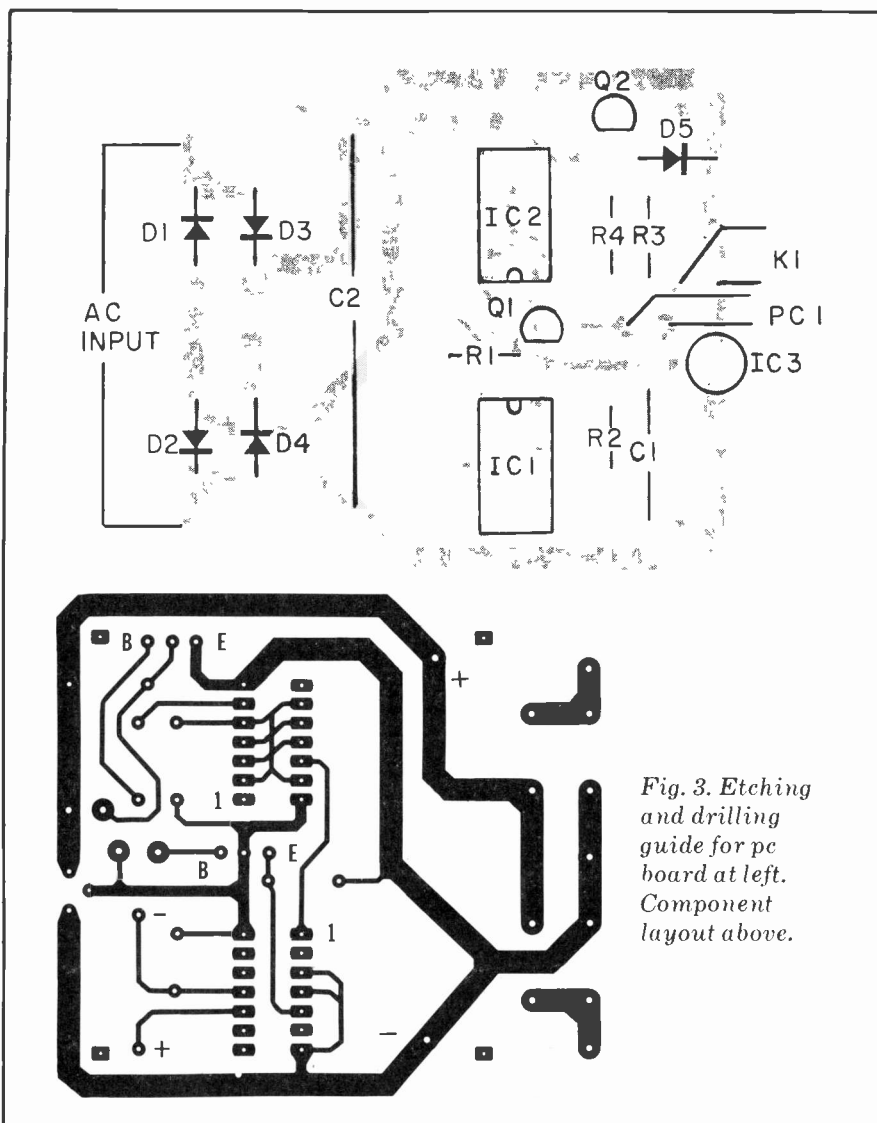 Q2
D5
D1
D3
IC2
R4 R3
K1
C2
AC
INPUT
Q1
PC1
R1
IC3
D2
D4
R2
C1
IC1
B
E
+
1
B
E
-
1
+
-
Fig. 3. Etching
and drilling
guide for pc
board at left.
Component
layout above.